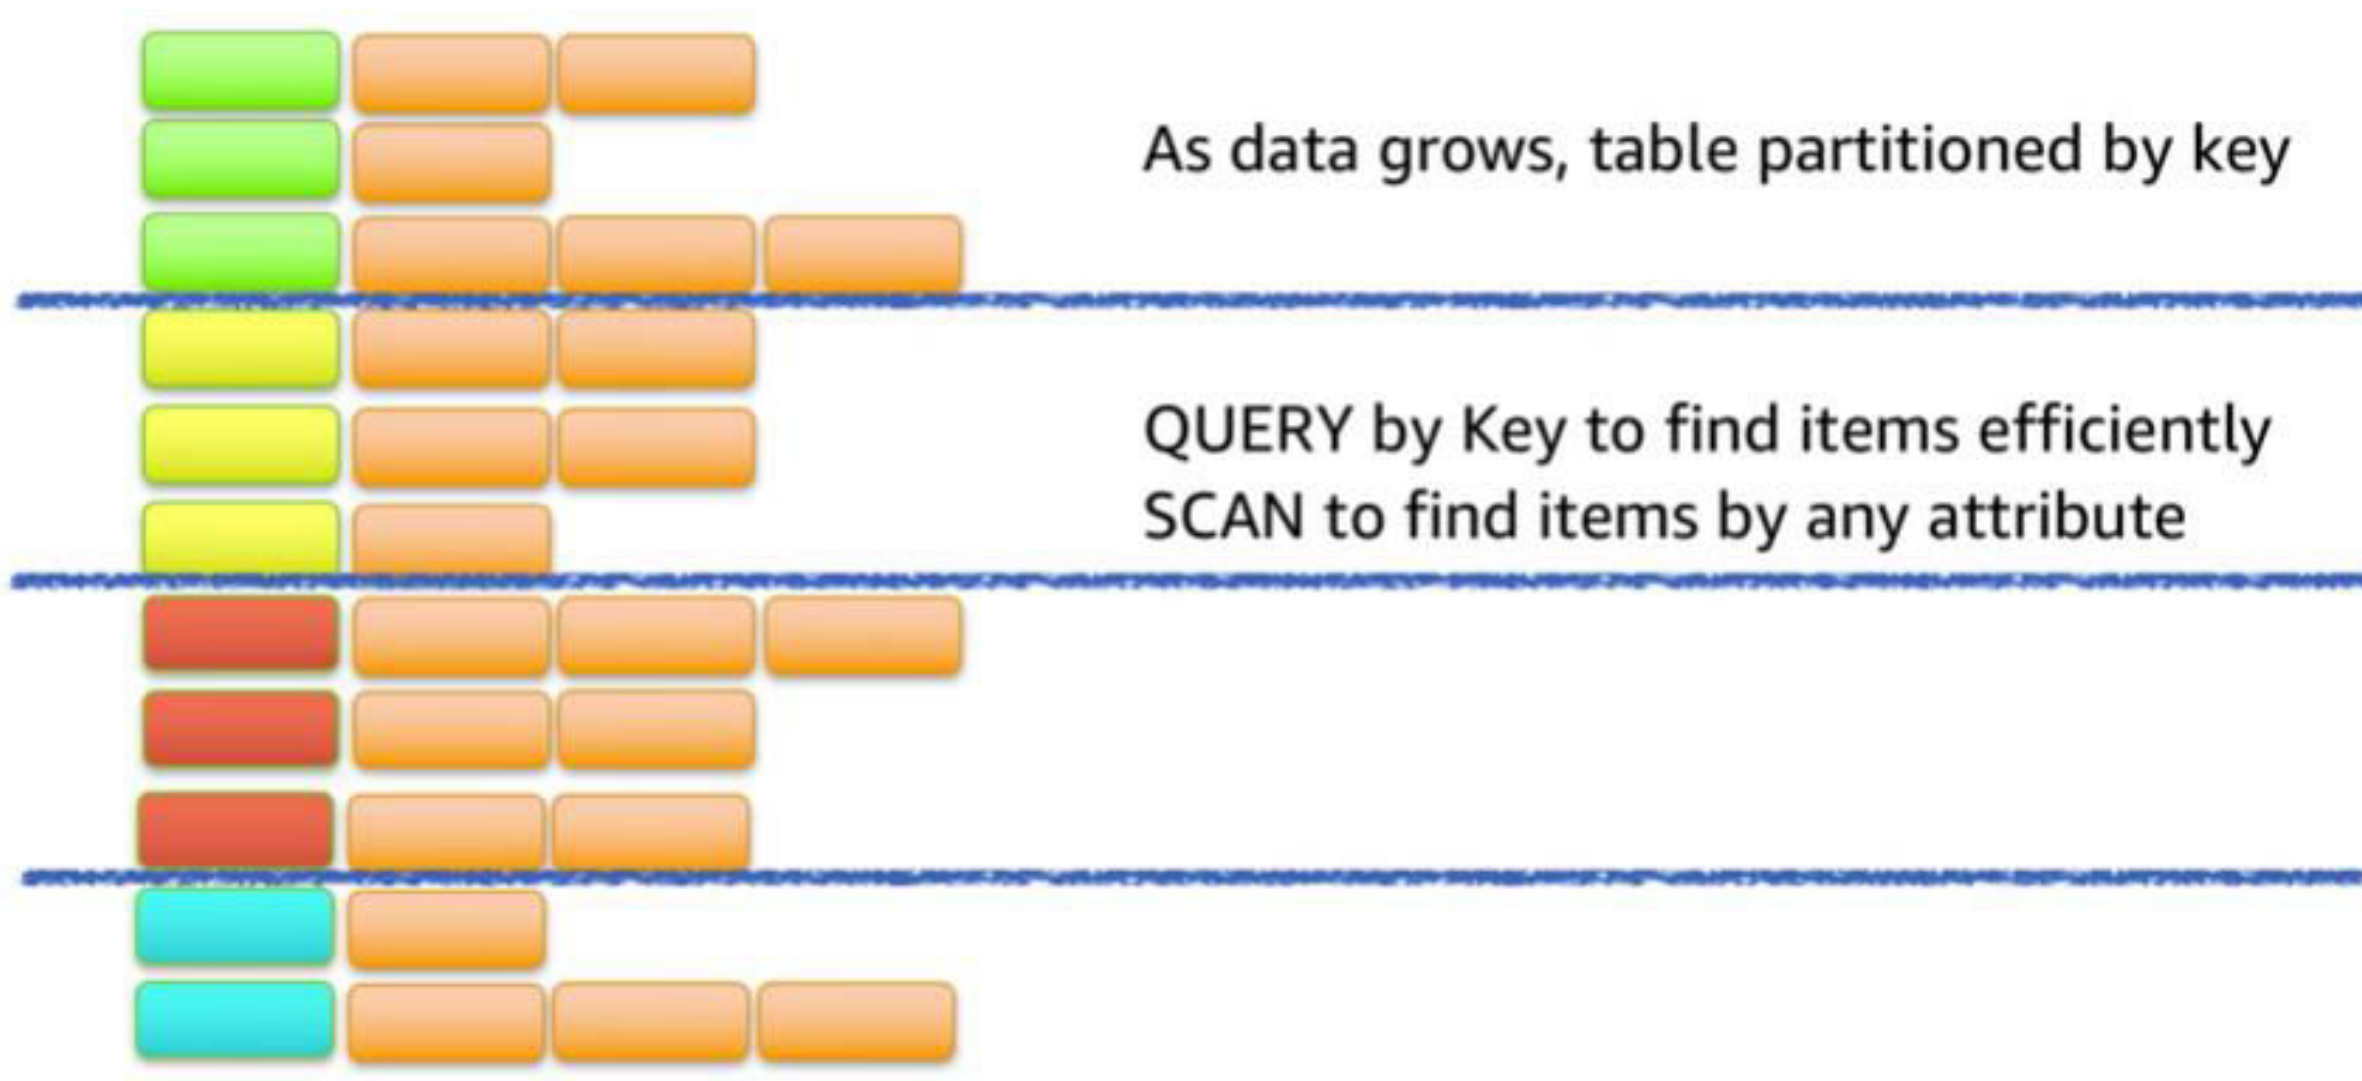 As data grows, table partitioned by key
QUERY by Key to find items efficiently
SCAN to find items by any attribute